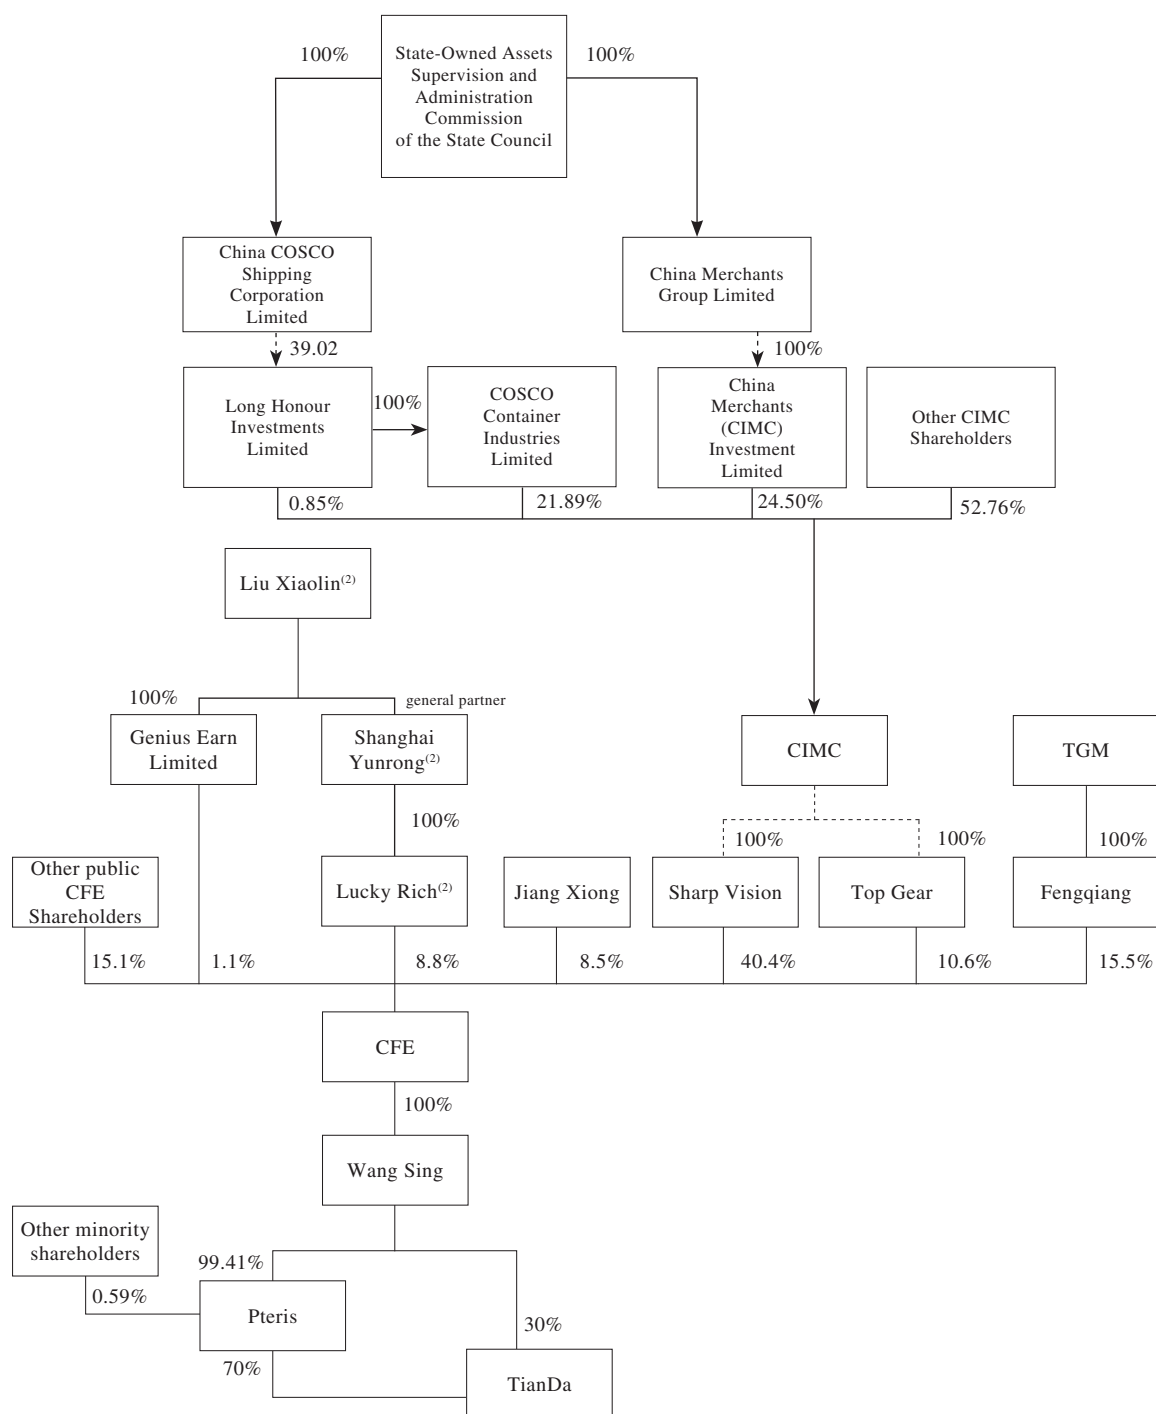 100%
State-Owned Assets
Supervision and
Administration
Commission
of the State Council
100%
China COSCO
Shipping
Corporation
Limited
China Merchants
Group Limited
39.02
100%
Long Honour
Investments
Limited
100%
COSCO
Container
Industries
Limited
China
Merchants
(CIMC)
Investment
Limited
Other CIMC
Shareholders
0.85%
21.89%
24.50%
52.76%
Liu Xiaolin(2)
100%
general partner
Genius Earn
Limited
Shanghai
Yunrong(2)
CIMC
TGM
100%
100%
100%
100%
Other public
CFE
Shareholders
Lucky Rich(2)
Jiang Xiong
Sharp Vision
Top Gear
Fengqiang
15.1%
1.1%
8.8%
8.5%
40.4%
10.6%
15.5%
CFE
100%
Wang Sing
Other minority
shareholders
99.41%
0.59%
Pteris
30%
70%
TianDa